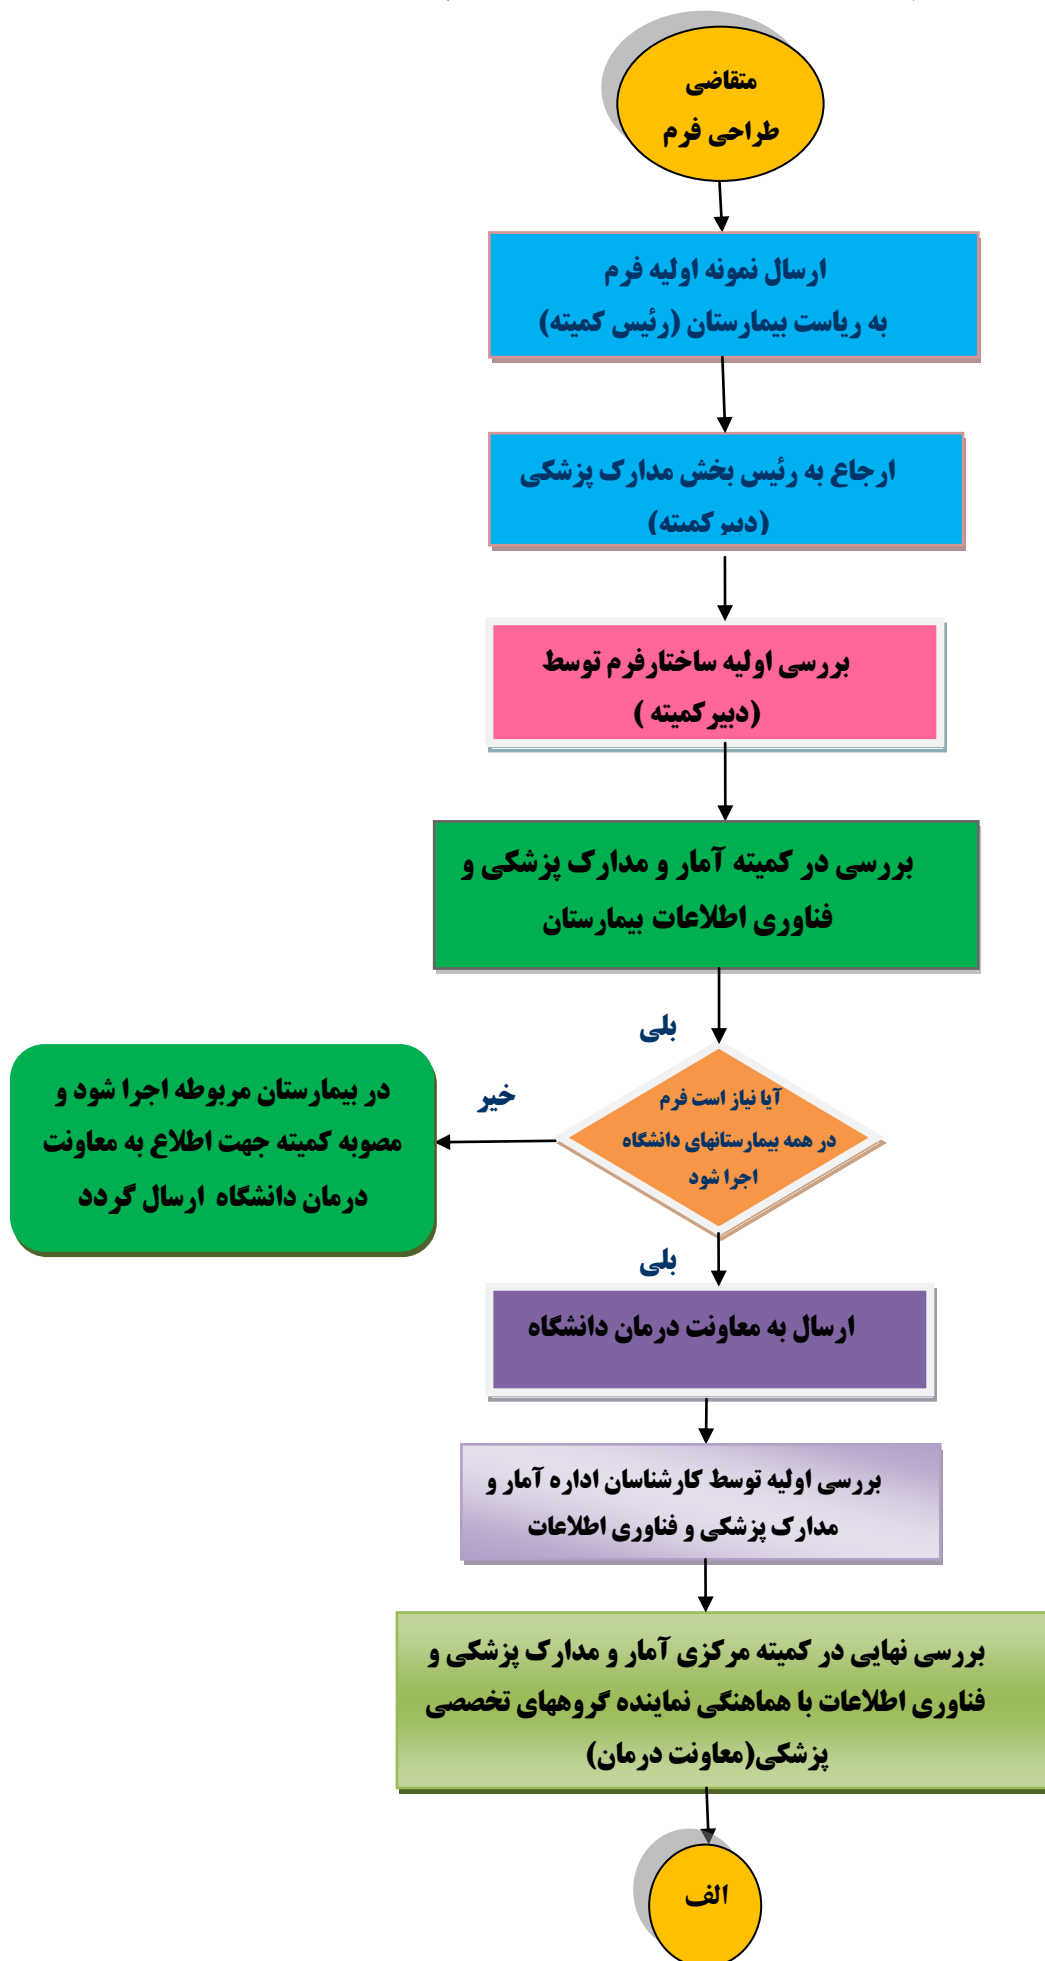 متقاضی
طراحی فرم
ارسال نمونه اولیه فرم
به ریاست بیمارستان (رئیس کمیته)
ارجاع به رئیس بخش مدارک پزشکی
(دبیرکمیته)
بررسی اولیه ساختارفرم توسط
(دبیرکمیته )
بررسی در کمیته آمار و مدارک پزشکی و
فناوری اطلاعات بیمارستان
بلی
آیا نیاز است فرم
در همه بیمارستانهای دانشگاه
اجرا شود
خیر
در بیمارستان مربوطه اجرا شود و
مصوبه کمیته جهت اطلاع به معاونت
درمان دانشگاه ارسال گردد
بلی
ارسال به معاونت درمان دانشگاه
بررسی اولیه توسط کارشناسان اداره آمار و
مدارک پزشکی و فناوری اطلاعات
بررسی نهایی در کمیته مرکزی آمار و مدارک پزشکی و
فناوری اطلاعات با هماهنگی نماینده گروههای تخصصی
پزشکی(معاونت درمان)
الف